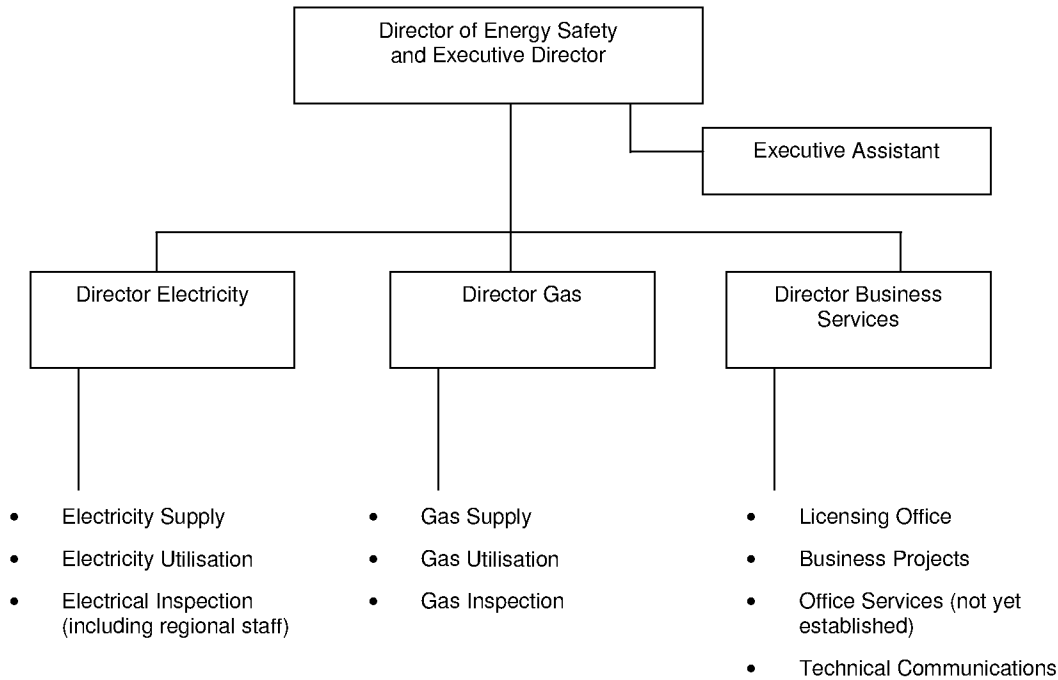 Director of Energy Safety
and Executive Director
Executive Assistant
Director Electricity
Director Gas
Director Business
Services
• Electricity Supply
• Electricity Utilisation
• Electrical Inspection
(including regional staff)
• Gas Supply
• Gas Utilisation
• Gas Inspection
• Licensing Office
• Business Projects
• Office Services (not yet
established)
• Technical Communications